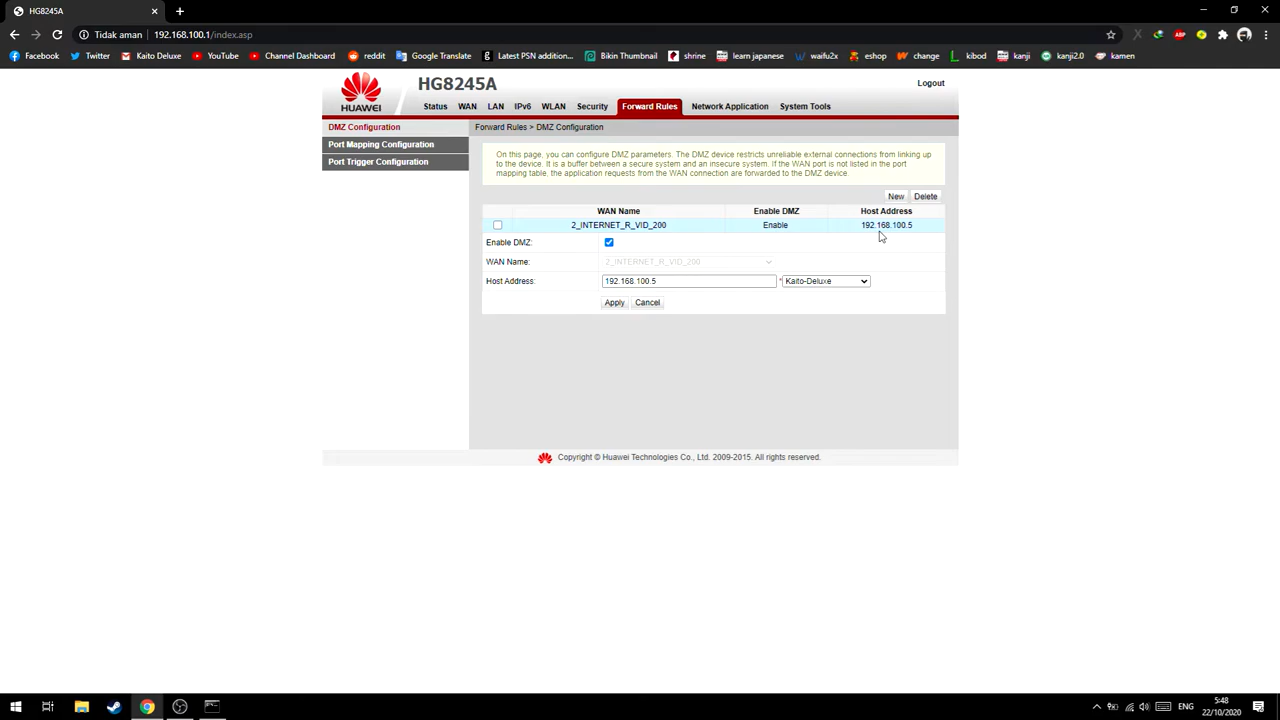 HG8245A
Tidak aman
192.168.100.1/index.asp
ABP
Facebook
Twitter
Kaito Deluxe
YouTube
Channel Dashboard
reddit
Google Translate
Latest PSN addition...
Bikin Thumbnail
shrine
learn japanese
waifu2x
eshop
change
kibod
kanji
kanji2.0
kamen
HUAWEI
HG8245A
Logout
Status
WAN
LAN
IPv6
WLAN
Security
Forward Rules
Network Application
System Tools
DMZ Configuration
Port Mapping Configuration
Port Trigger Configuration
Forward Rules > DMZ Configuration
On this page, you can configure DMZ parameters. The DMZ device restricts unreliable external connections from linking up
to the device. It is a buffer between a secure system and an insecure system. If the WAN port is not listed in the port
mapping table, the application requests from the WAN connection are forwarded to the DMZ device.
New
Delete
WAN Name
Enable DMZ
Host Address
2_INTERNET_R_VID_200
Enable
192.168.100.5
Enable DMZ:
WAN Name:
2_INTERNET_R_VID_200
Host Address:
192.168.100.5
*
Kaito-Deluxe
Apply
Cancel
Copyright © Huawei Technologies Co., Ltd. 2009-2015. All rights reserved.
ENG
5:48
22/10/2020